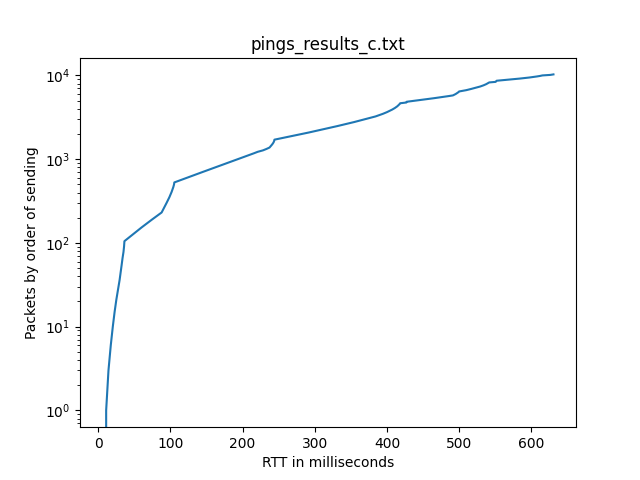 pings_results_c.txt
Packets by order of sending
10⁴
10³
10²
10¹
10⁰
0 100 200 300 400 500 600
RTT in milliseconds